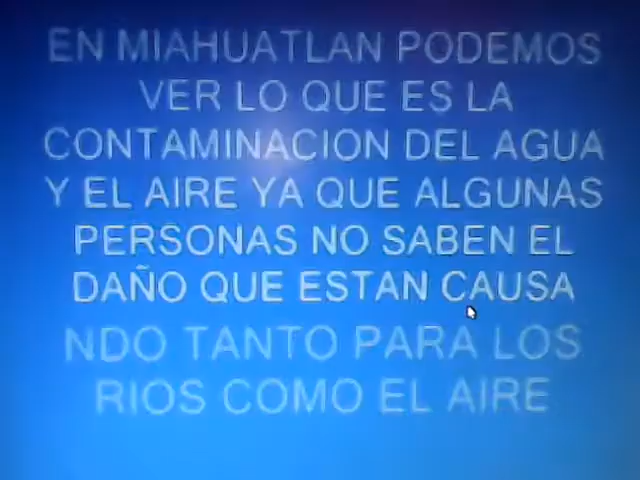 EN MIAHUATLAN PODEMOS
VER LO QUE ES LA
CONTAMINACION DEL AGUA
Y EL AIRE YA QUE ALGUNAS
PERSONAS NO SABEN EL
DAÑO QUE ESTAN CAUSA
NDO TANTO PARA LOS
RIOS COMO EL AIRE